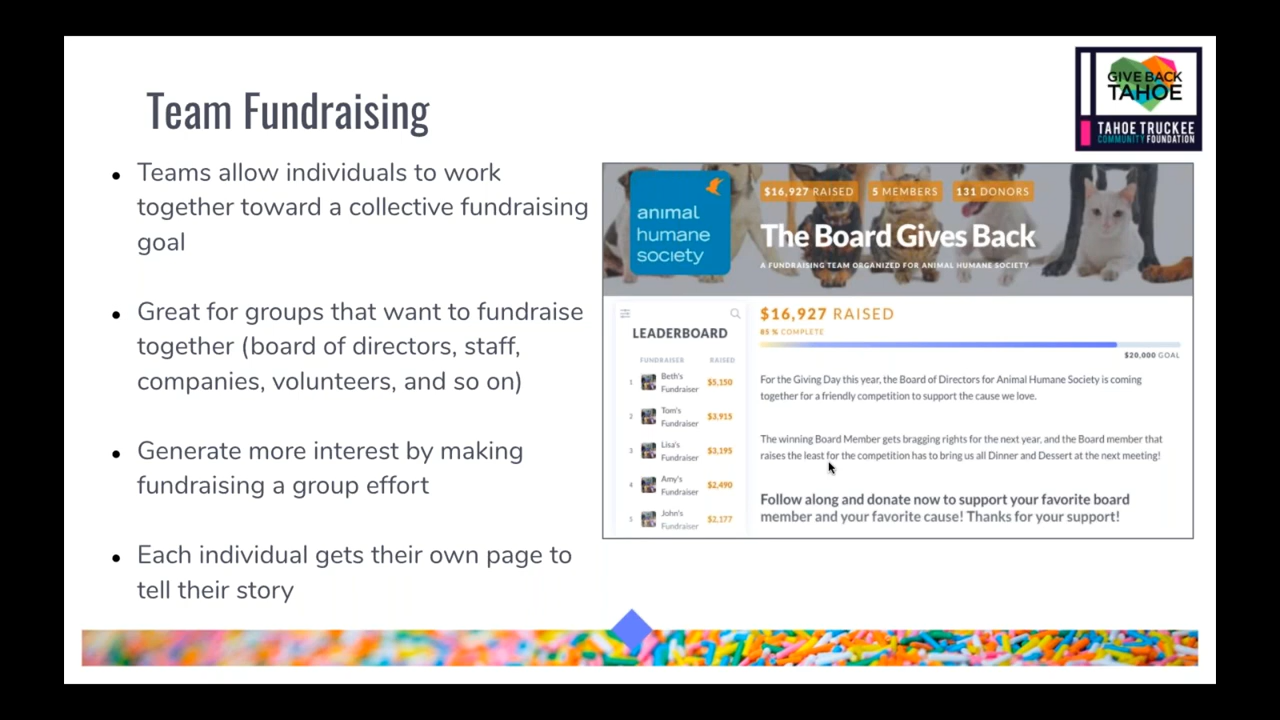 Team Fundraising
GIVE BACK
TAHOE
TAHOE TRUCKEE
COMMUNITY FOUNDATION
• Teams allow individuals to work
together toward a collective fundraising
goal
• Great for groups that want to fundraise
together (board of directors, staff,
companies, volunteers, and so on)
• Generate more interest by making
fundraising a group effort
• Each individual gets their own page to
tell their story
animal
humane
society
$16,927 RAISED 5 MEMBERS 131 DONORS
The Board Gives Back
A FUNDRAISING TEAM ORGANIZED FOR ANIMAL HUMANE SOCIETY
LEADERBOARD
FUNDRAISER RAISED
1 Beth's
Fundraiser $5,150
2 Tom's
Fundraiser $3,915
3 Lisa's
Fundraiser $3,195
4 Amy's
Fundraiser $2,490
5 John's
Fundraiser $2,177
$16,927 RAISED
85 % COMPLETE
$20,000 GOAL
For the Giving Day this year, the Board of Directors for Animal Humane Society is coming
together for a friendly competition to support the cause we love.
The winning Board Member gets bragging rights for the next year, and the Board member that
raises the least for the competition has to bring us all Dinner and Dessert at the next meeting!
Follow along and donate now to support your favorite board
member and your favorite cause! Thanks for your support!